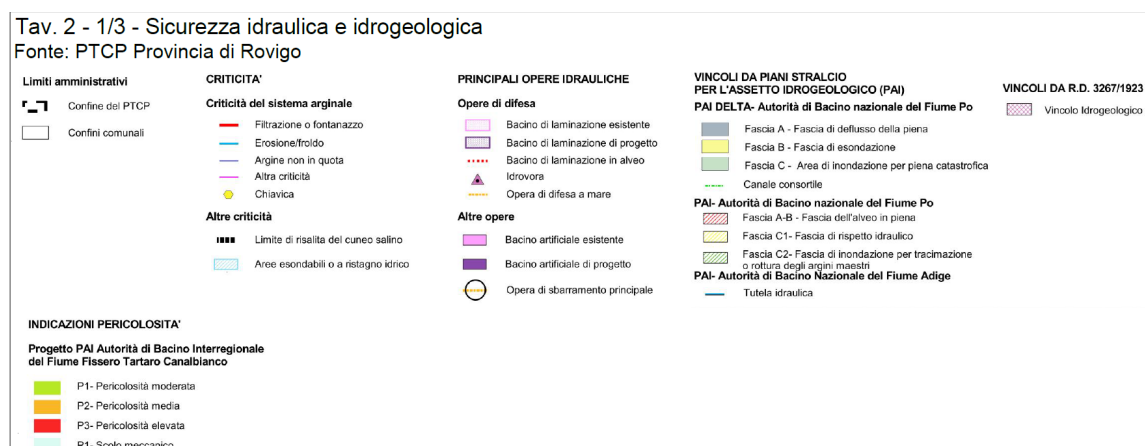 Tav. 2 - 1/3 - Sicurezza idraulica e idrogeologica
Fonte: PTCP Provincia di Rovigo
Limiti amministrativi
Confine del PTCP
Confini comunali
CRITICITA'
Criticità del sistema arginale
Filtrazione o fontanazzo
Erosione/froldo
Argine non in quota
Altra criticità
Chiavica
Altre criticità
Limite di risalita del cuneo salino
Aree esondabili o a ristagno idrico
PRINCIPALI OPERE IDRAULICHE
Opere di difesa
Bacino di laminazione esistente
Bacino di laminazione di progetto
Bacino di laminazione in alveo
Idrovora
Opera di difesa a mare
Altre opere
Bacino artificiale esistente
Bacino artificiale di progetto
Opera di sbarramento principale
VINCOLI DA PIANI STRALCIO
PER L'ASSETTO IDROGEOLOGICO (PAI)
PAI DELTA- Autorità di Bacino nazionale del Fiume Po
Fascia A - Fascia di deflusso della piena
Fascia B - Fascia di esondazione
Fascia C - Area di inondazione per piena catastrofica
Canale consortile
PAI- Autorità di Bacino nazionale del Fiume Po
Fascia A-B - Fascia dell'alveo in piena
Fascia C1- Fascia di rispetto idraulico
Fascia C2- Fascia di inondazione per tracimazione
o rottura degli argini maestri
PAI- Autorità di Bacino Nazionale del Fiume Adige
Tutela idraulica
VINCOLI DA R.D. 3267/1923
Vincolo Idrogeologico
INDICAZIONI PERICOLOSITA'
Progetto PAI Autorità di Bacino Interregionale
del Fiume Fissero Tartaro Canalbianco
P1- Pericolosità moderata
P2- Pericolosità media
P3- Pericolosità elevata
P1- Scolo meccanico